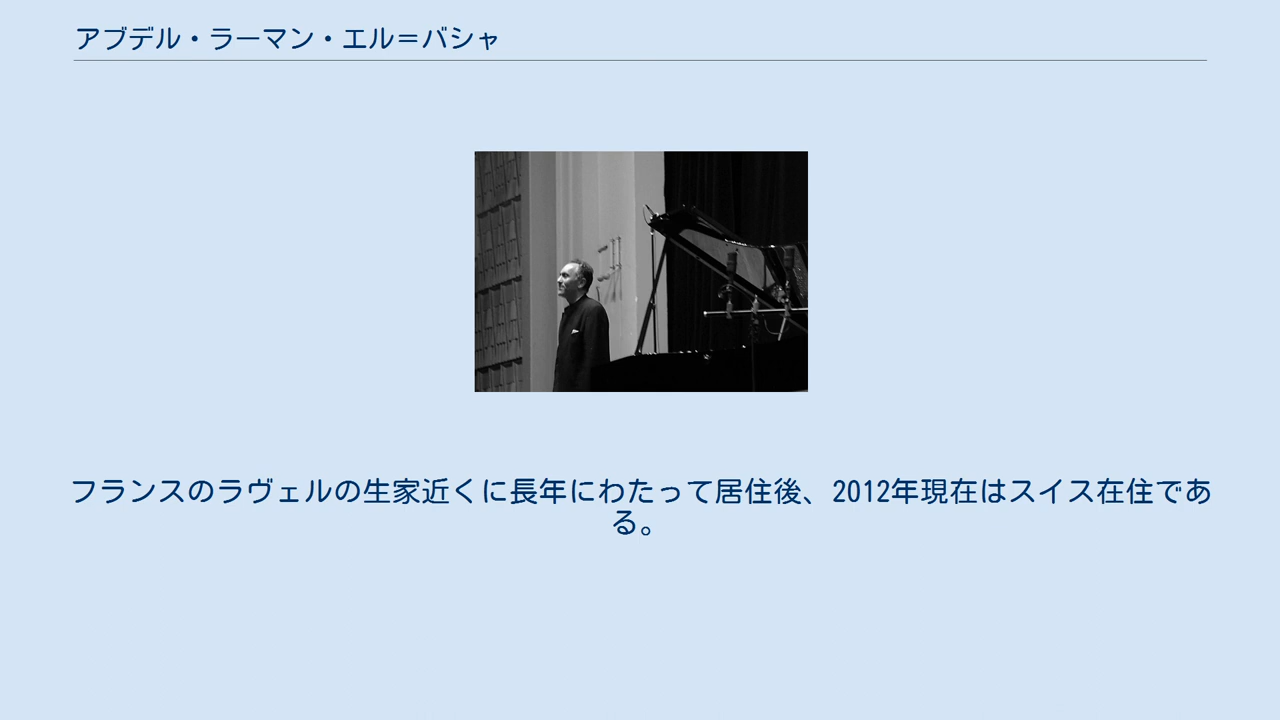 アブデル・ラーマン・エル＝バシャ
フランスのラヴェルの生家近くに長年にわたって居住後、2012年現在はスイス在住であ
る。